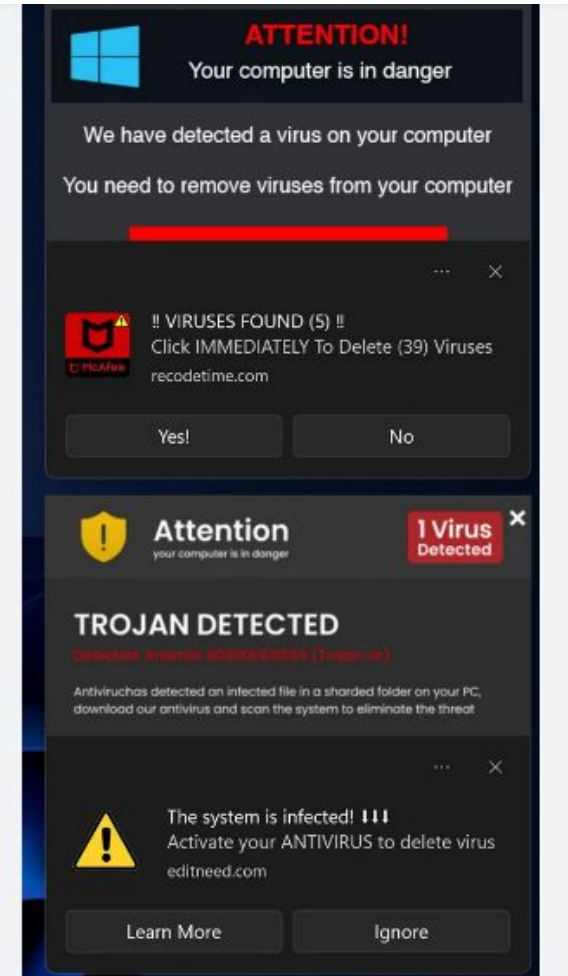 ATTENTION!
Your computer is in danger
We have detected a virus on your computer
You need to remove viruses from your computer
‼ VIRUSES FOUND (5) ‼
Click IMMEDIATELY To Delete (39) Viruses
recodetime.com
McAfee
Yes!
No
Attention
your computer is in danger
1 Virus
Detected
TROJAN DETECTED
Detected:
(Trojan
Antiviruchas detected an infected file in a sharded folder on your PC,
download our antivirus and scan the system to eliminate the threat
The system is infected! ⬇⬇⬇
Activate your ANTIVIRUS to delete virus
editneed.com
Learn More
Ignore